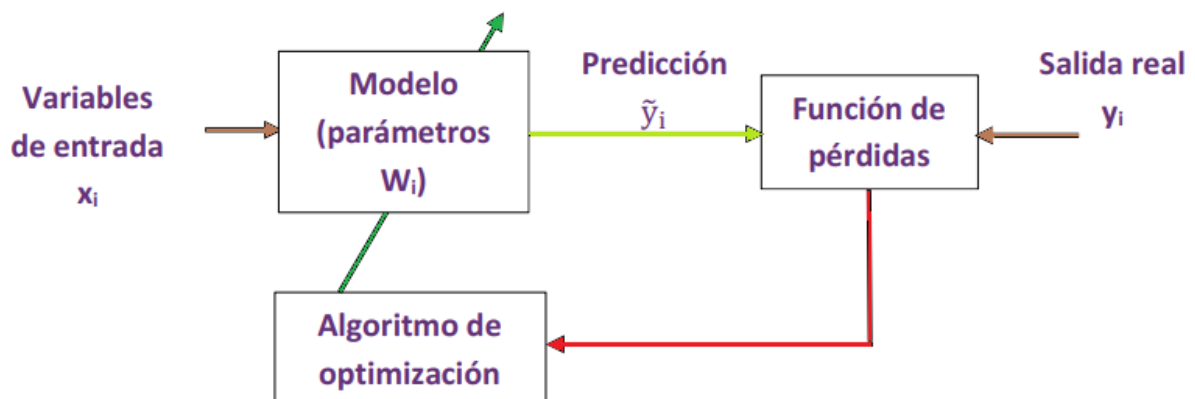 Variables
de entrada
xᵢ
Modelo
(parámetros
Wᵢ)
Predicción
ỹᵢ
Función de
pérdidas
Salida real
yᵢ
Algoritmo de
optimización